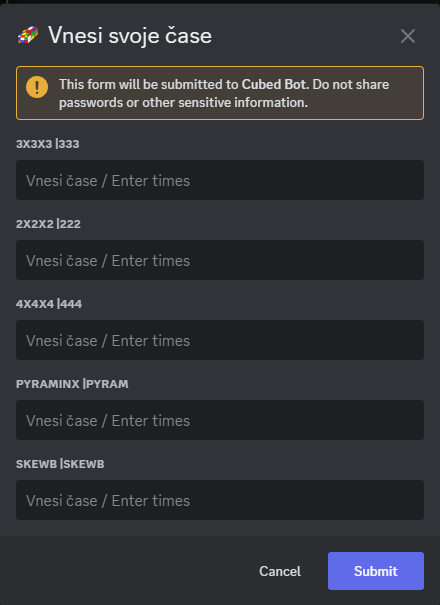 Vnesi svoje čase
This form will be submitted to Cubed Bot. Do not share
passwords or other sensitive information.
3X3X3 |333
Vnesi čase / Enter times
2X2X2 |222
Vnesi čase / Enter times
4X4X4 |444
Vnesi čase / Enter times
PYRAMINX |PYRAM
Vnesi čase / Enter times
SKEWB |SKEWB
Vnesi čase / Enter times
Cancel
Submit